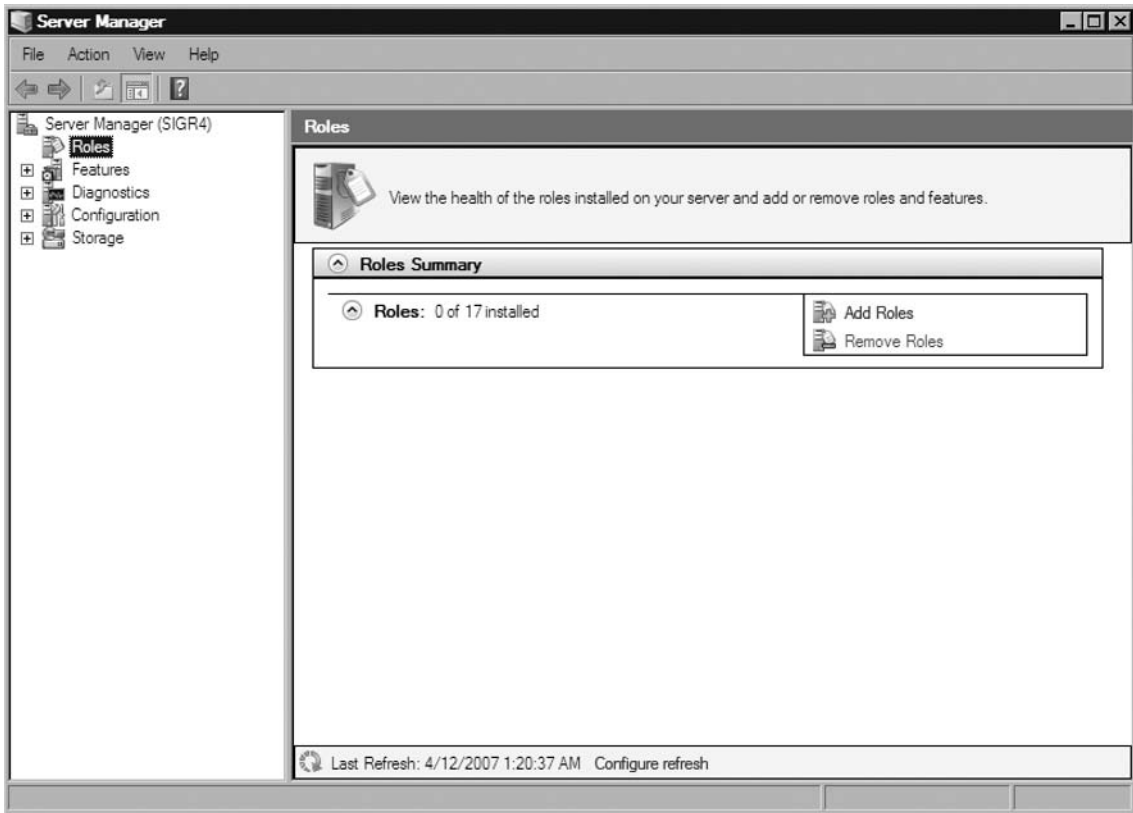 Server Manager
File Action View Help
Server Manager (SIGR4)
Roles
Features
Diagnostics
Configuration
Storage
Roles
View the health of the roles installed on your server and add or remove roles and features.
Roles Summary
Roles: 0 of 17 installed
Add Roles
Remove Roles
Last Refresh: 4/12/2007 1:20:37 AM Configure refresh